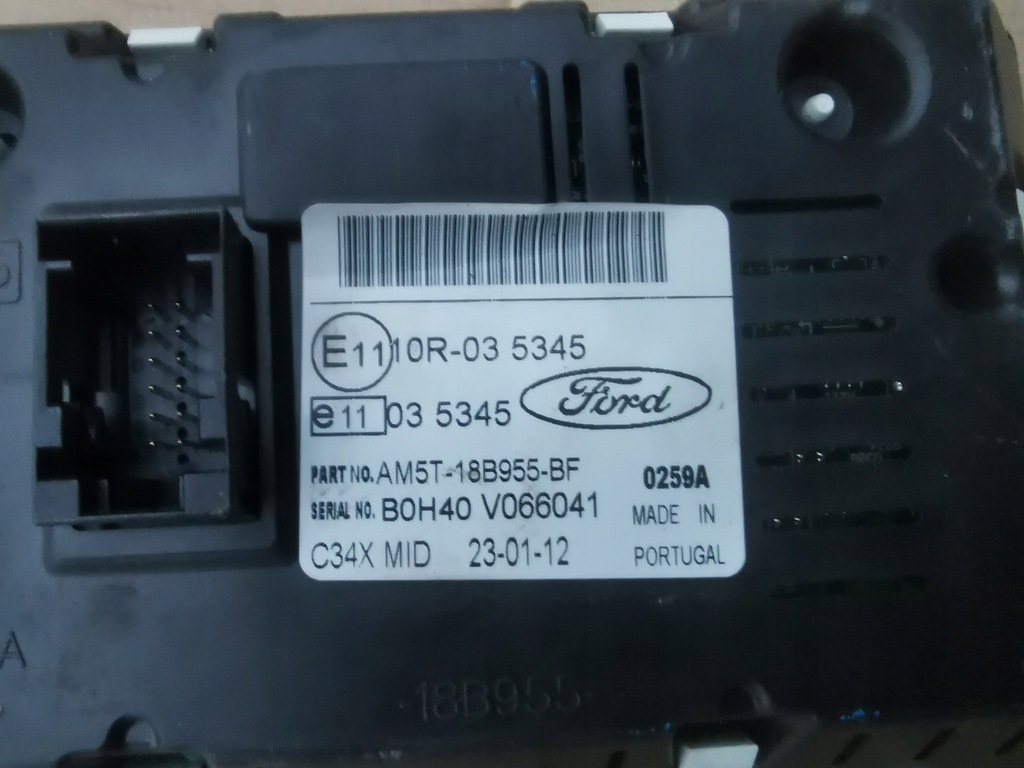 E11 10R-03 5345
e11 03 5345 Ford
PART NO. AM5T-18B955-BF 0259A
SERIAL NO. B0H40 V066041 MADE IN
C34X MID 23-01-12 PORTUGAL
A
-18B955-